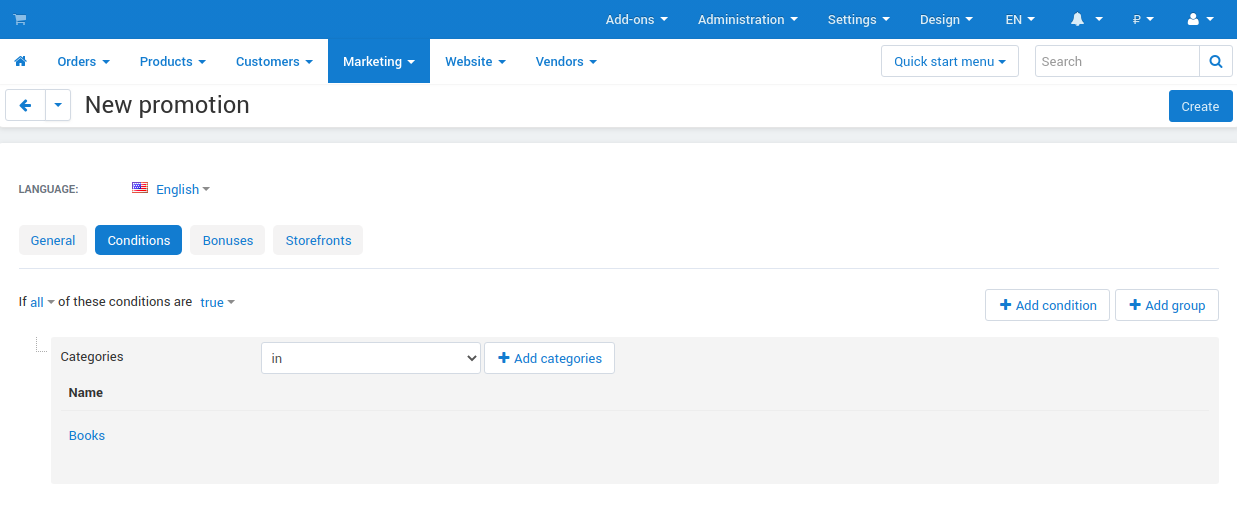 Add-ons Administration Settings Design EN ₽
Orders Products Customers Marketing Website Vendors Quick start menu Search
New promotion Create
LANGUAGE: English
General Conditions Bonuses Storefronts
If all of these conditions are true Add condition Add group
Categories in Add categories
Name
Books